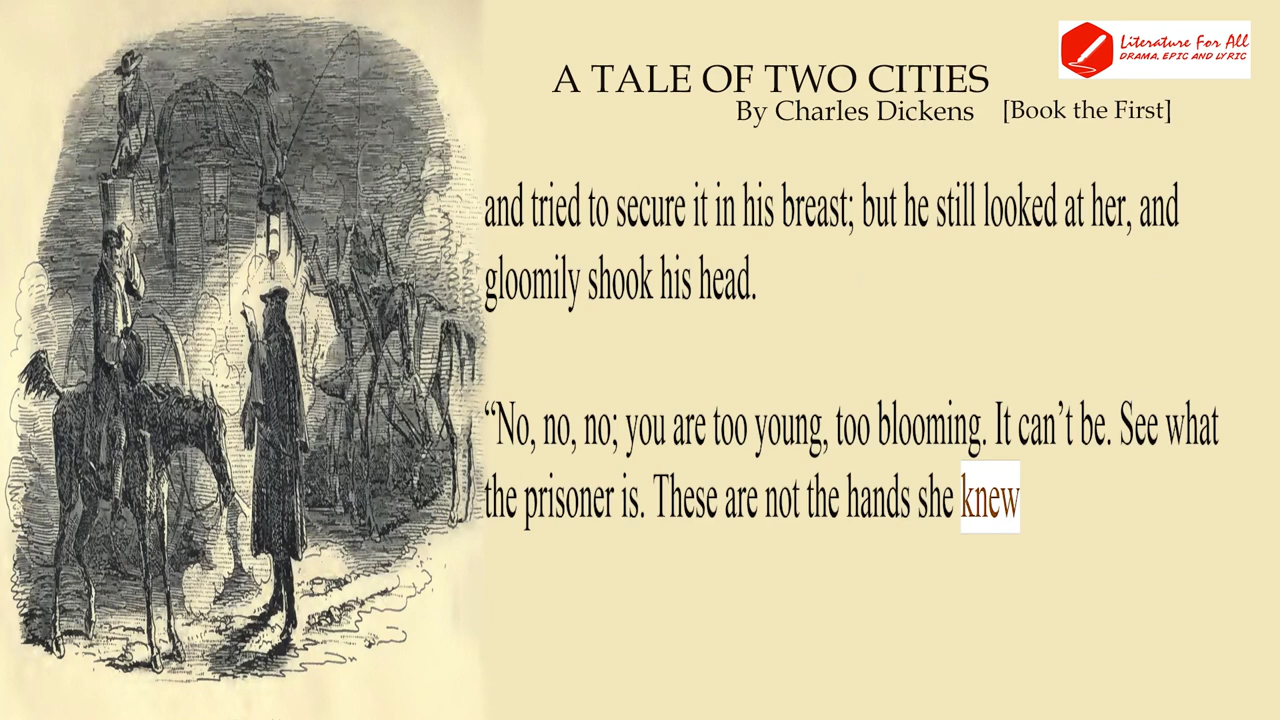 Literature For All
DRAMA, EPIC AND LYRIC
A TALE OF TWO CITIES
By Charles Dickens [Book the First]
and tried to secure it in his breast; but he still looked at her, and
gloomily shook his head.
“No, no, no; you are too young, too blooming. It can’t be. See what
the prisoner is. These are not the hands she knew